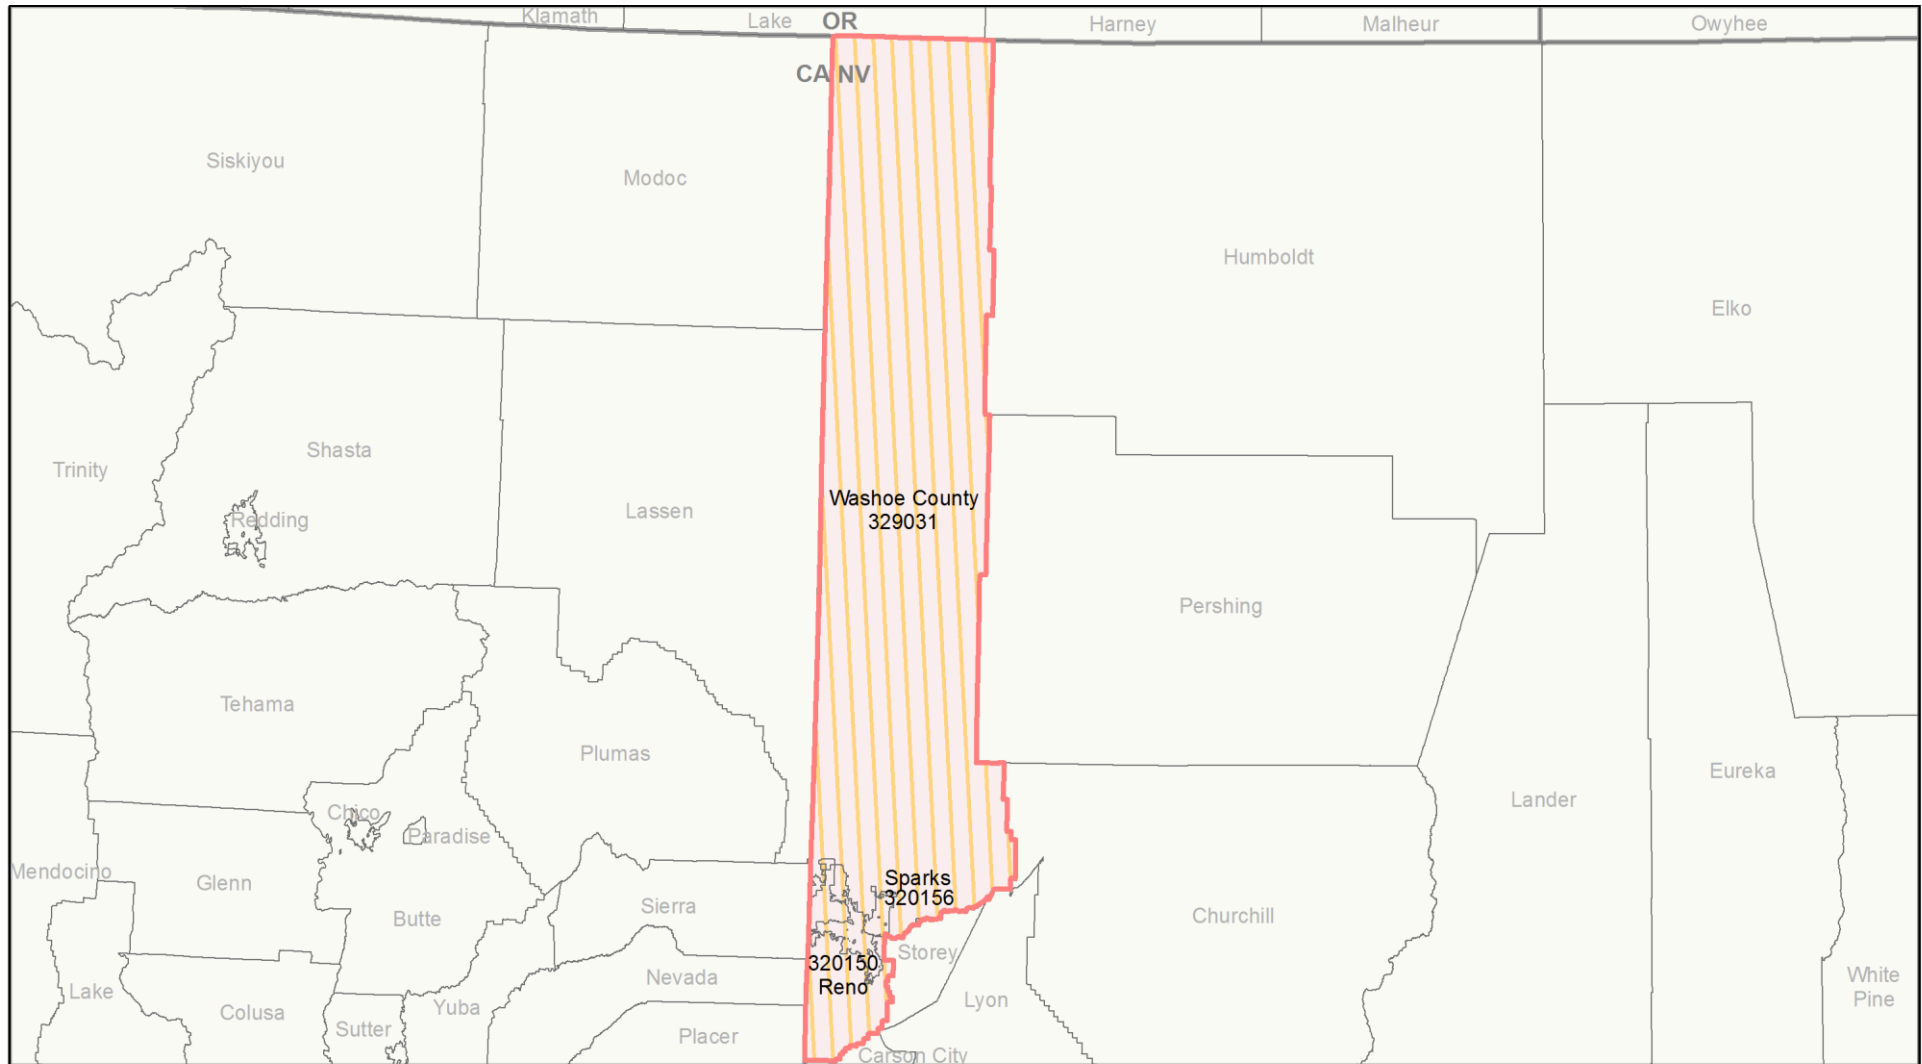 Klamath
Lake
OR
Harney
Malheur
Owyhee
CA NV
Siskiyou
Modoc
Humboldt
Elko
Shasta
Trinity
Redding
Lassen
Washoe County
329031
Pershing
Tehama
Plumas
Eureka
Lander
Chico
Paradise
Mendocino
Glenn
Sparks
320156
Sierra
Butte
Churchill
Storey
320150
Reno
Nevada
White
Pine
Lake
Lyon
Yuba
Colusa
Sutter
Placer
Carson City